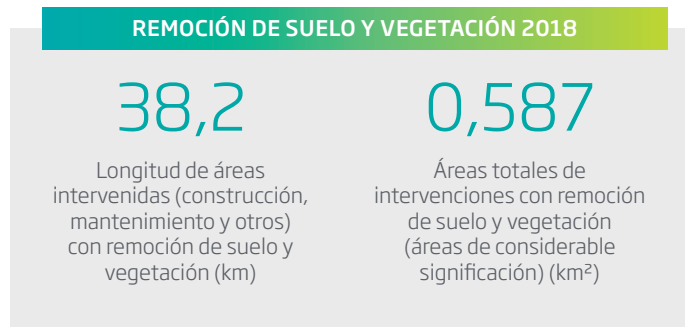 REMOCIÓN DE SUELO Y VEGETACIÓN 2018
38,2
Longitud de áreas
intervenidas (construcción,
mantenimiento y otros)
con remoción de suelo y
vegetación (km)
0,587
Áreas totales de
intervenciones con remoción
de suelo y vegetación
(áreas de considerable
significación) (km²)